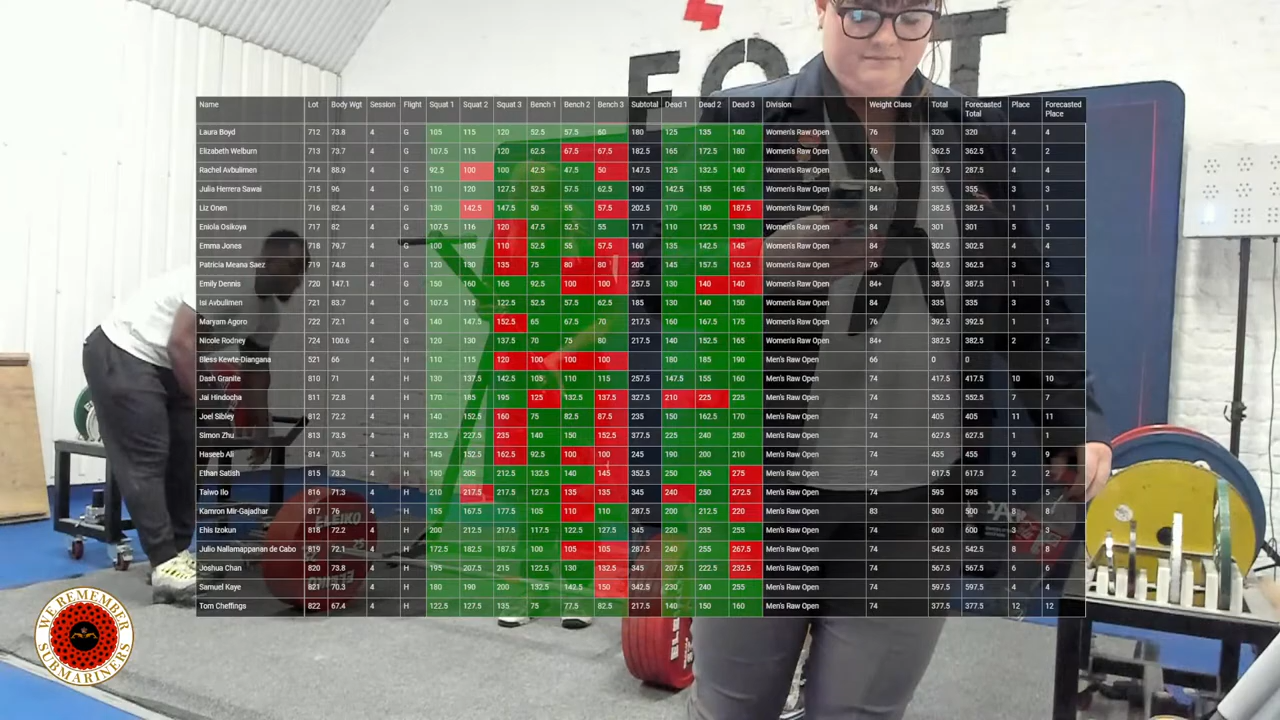 FORT
Name Lot Body Wgt Session Flight Squat 1 Squat 2 Squat 3 Bench 1 Bench 2 Bench 3 Subtotal Dead 1 Dead 2 Dead 3 Division Weight Class Total Forecasted Total Place Forecasted Place
Laura Boyd 712 73.8 4 G 105 115 120 52.5 57.5 60 180 125 135 140 Women's Raw Open 76 320 320 4 4
Elizabeth Welburn 713 73.7 4 G 107.5 115 120 62.5 67.5 67.5 182.5 165 172.5 180 Women's Raw Open 76 362.5 362.5 2 2
Rachel Avbulimen 714 88.9 4 G 92.5 100 100 42.5 47.5 50 147.5 125 132.5 140 Women's Raw Open 84+ 287.5 287.5 4 4
Julia Herrera Sawai 715 96 4 G 110 120 127.5 52.5 57.5 62.5 190 142.5 155 165 Women's Raw Open 84+ 355 355 3 3
Liz Onen 716 82.4 4 G 130 142.5 147.5 50 55 57.5 202.5 170 180 187.5 Women's Raw Open 84 382.5 382.5 1 1
Eniola Osikoya 717 82 4 G 107.5 116 120 47.5 52.5 55 171 110 122.5 130 Women's Raw Open 84 301 301 5 5
Emma Jones 718 79.7 4 G 100 105 110 52.5 55 57.5 160 135 142.5 145 Women's Raw Open 84 302.5 302.5 4 4
Patricia Meana Saez 719 74.8 4 G 120 130 135 75 80 80 205 145 157.5 162.5 Women's Raw Open 76 362.5 362.5 3 3
Emily Dennis 720 147.1 4 G 150 160 165 92.5 100 100 257.5 130 140 140 Women's Raw Open 84+ 387.5 387.5 1 1
Isi Avbulimen 721 83.7 4 G 107.5 115 122.5 52.5 57.5 62.5 185 130 140 150 Women's Raw Open 84 335 335 3 3
Maryam Agoro 722 72.1 4 G 140 147.5 152.5 65 67.5 70 217.5 160 167.5 175 Women's Raw Open 76 392.5 392.5 1 1
Nicole Rodney 724 100.6 4 G 120 130 137.5 70 75 80 217.5 140 152.5 165 Women's Raw Open 84+ 382.5 382.5 2 2
Bless Kewte-Diangana 521 66 4 H 110 115 120 100 100 100 180 185 190 Men's Raw Open 66 0 0
Dash Granite 810 71 4 H 130 137.5 142.5 105 110 115 257.5 147.5 155 160 Men's Raw Open 74 417.5 417.5 10 10
Jai Hindocha 811 72.8 4 H 170 185 195 125 132.5 137.5 327.5 210 225 225 Men's Raw Open 74 552.5 552.5 7 7
Joel Sibley 812 72.2 4 H 140 152.5 160 75 82.5 87.5 235 150 162.5 170 Men's Raw Open 74 405 405 11 11
Simon Zhu 813 73.5 4 H 212.5 227.5 235 140 150 152.5 377.5 225 240 250 Men's Raw Open 74 627.5 627.5 1 1
Haseeb Ali 814 70.5 4 H 145 152.5 162.5 92.5 100 100 245 190 200 210 Men's Raw Open 74 455 455 9 9
Ethan Satish 815 73.3 4 H 190 205 212.5 132.5 140 145 352.5 250 265 275 Men's Raw Open 74 617.5 617.5 2 2
Taiwo Ilo 816 71.3 4 H 210 217.5 217.5 127.5 135 135 345 240 250 272.5 Men's Raw Open 74 595 595 5 5
Kamron Mir-Gajadhar 817 76 4 H 155 167.5 177.5 105 110 110 287.5 200 212.5 220 Men's Raw Open 83 500 500 8 8
Ehis Izokun 818 72.2 4 H 200 212.5 217.5 117.5 122.5 127.5 345 220 235 255 Men's Raw Open 74 600 600 3 3
Julio Nallamappanan de Cabo 819 72.1 4 H 172.5 182.5 187.5 100 105 105 287.5 240 255 267.5 Men's Raw Open 74 542.5 542.5 8 8
Joshua Chan 820 73.8 4 H 195 207.5 215 122.5 130 132.5 345 207.5 222.5 232.5 Men's Raw Open 74 567.5 567.5 6 6
Samuel Kaye 821 70.3 4 H 180 190 200 132.5 142.5 150 342.5 230 240 255 Men's Raw Open 74 597.5 597.5 4 4
Tom Cheffings 822 67.4 4 H 122.5 127.5 135 75 77.5 82.5 217.5 140 150 160 Men's Raw Open 74 377.5 377.5 12 12
ELEIKO
WE REMEMBER SUBMARINERS